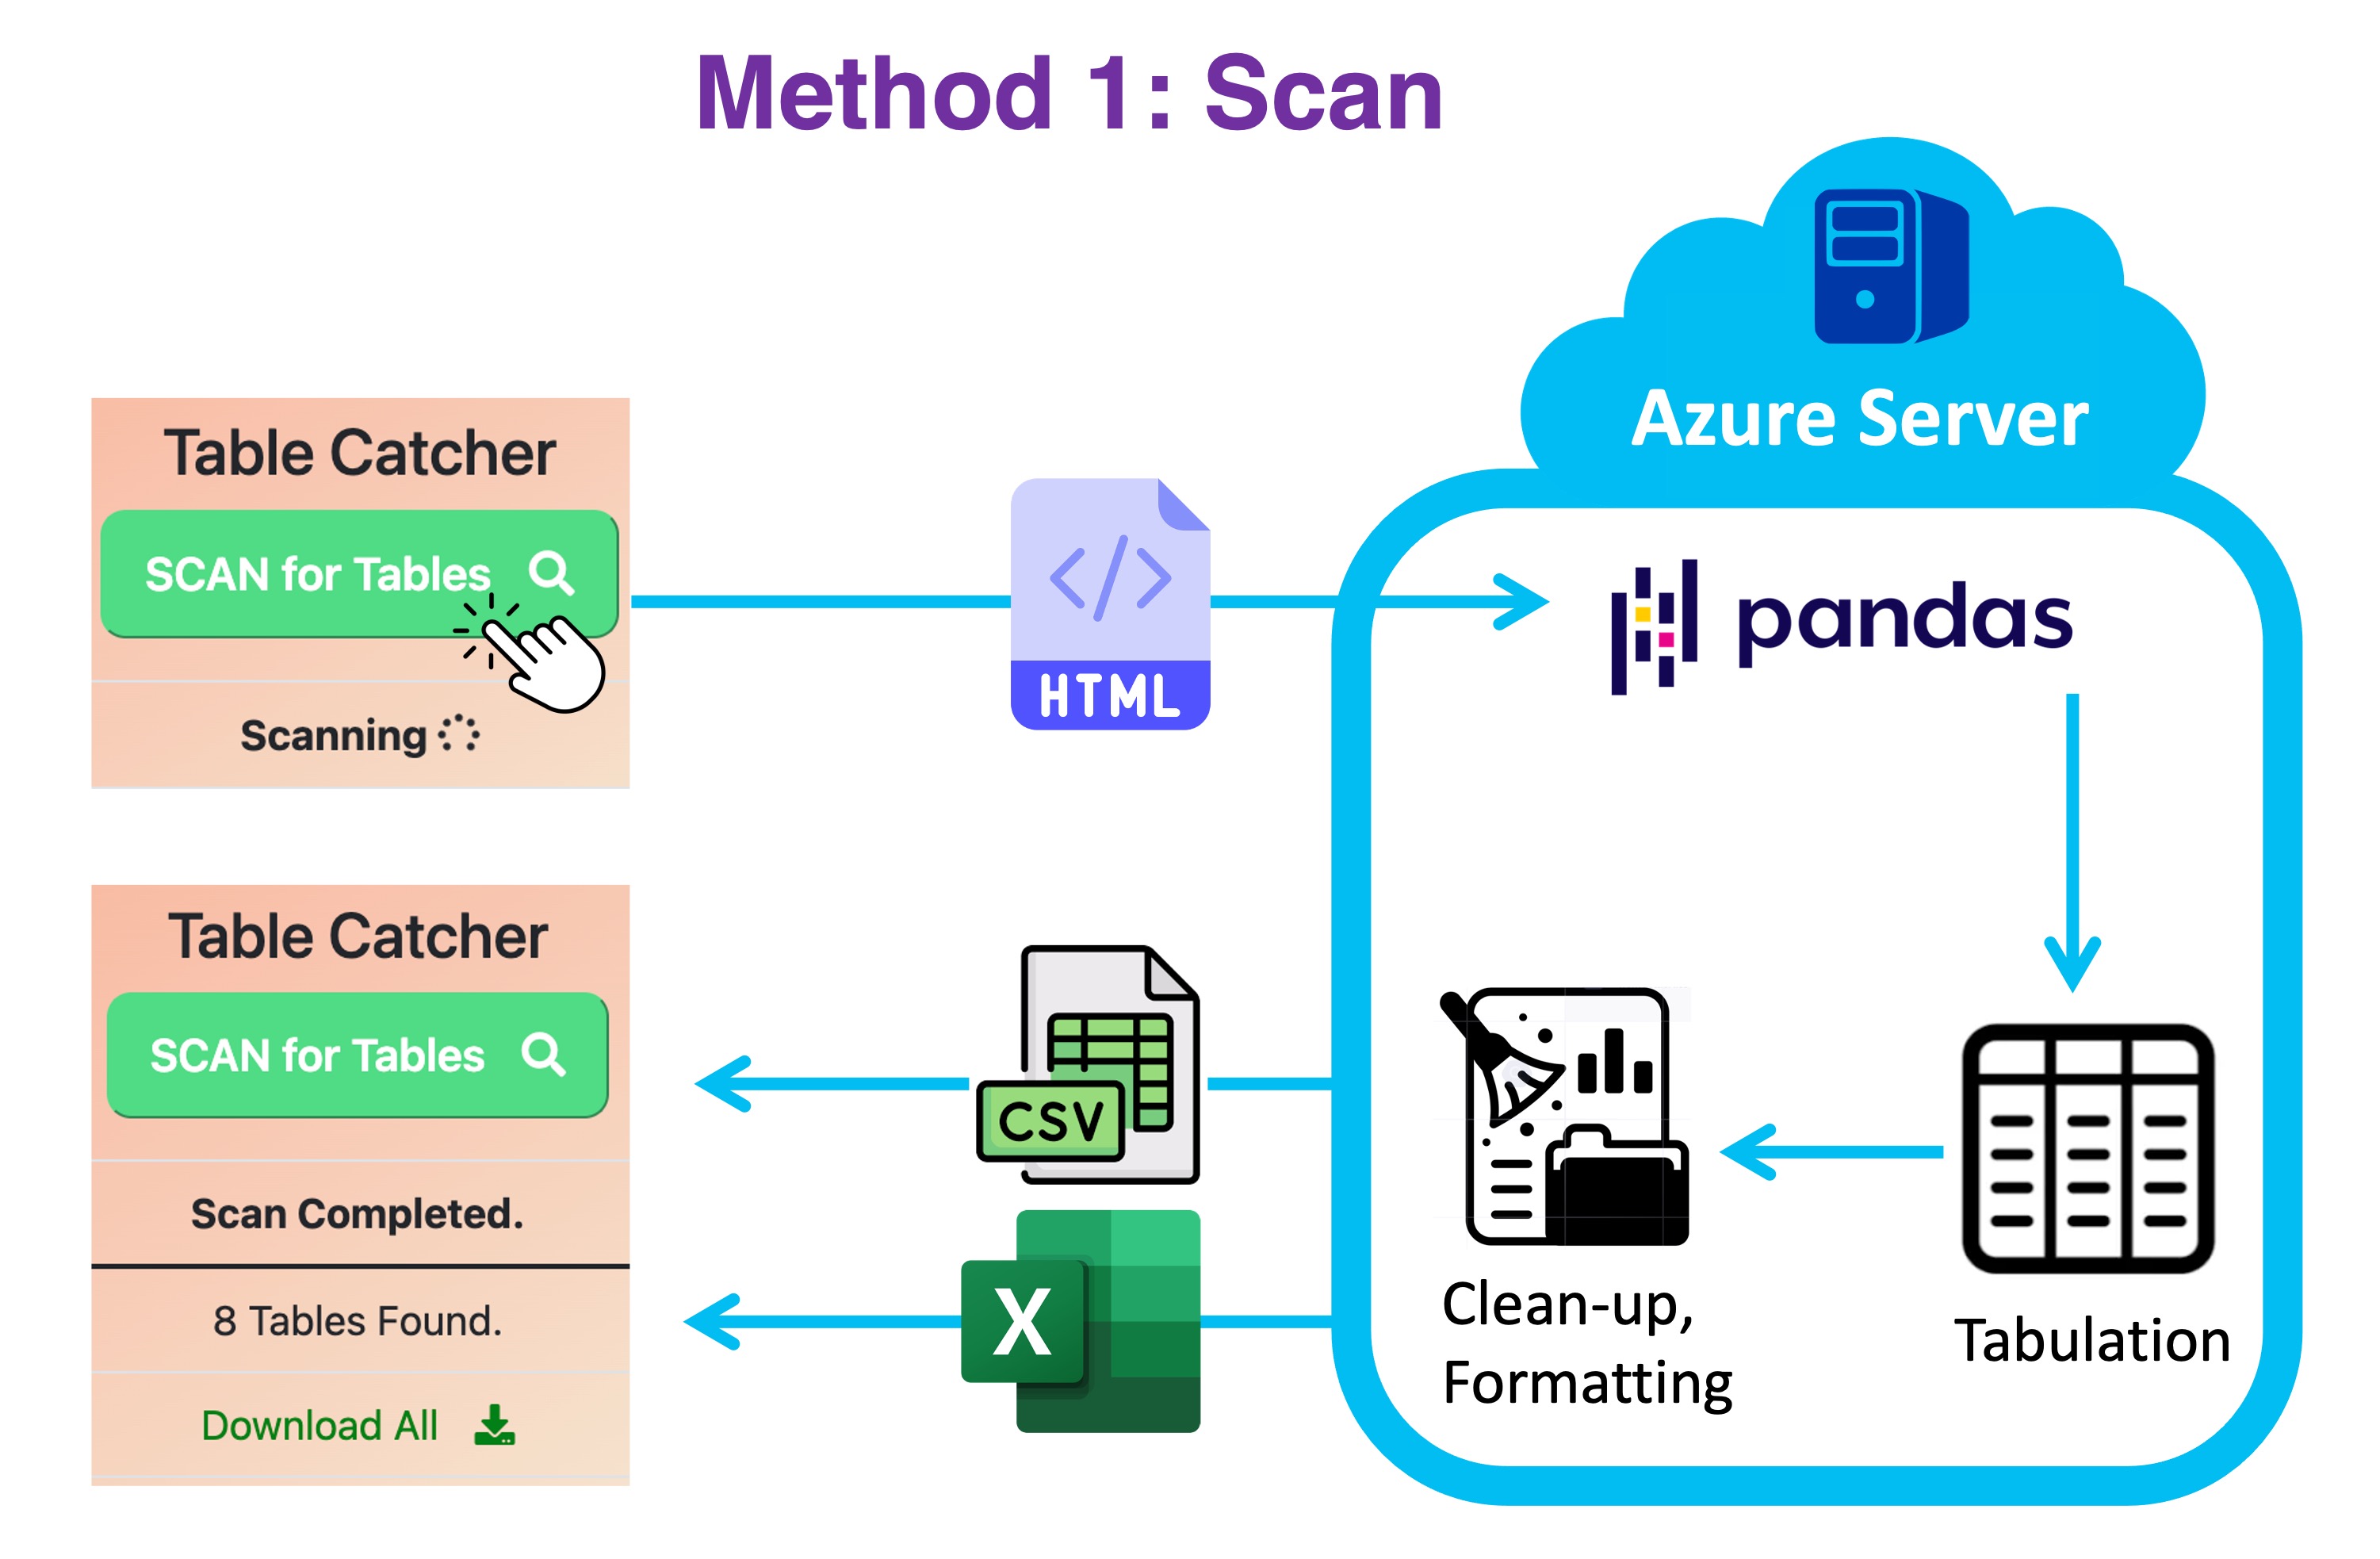 Method 1: Scan
Azure Server
Table Catcher
SCAN for Tables
Scanning
HTML
pandas
Table Catcher
SCAN for Tables
Scan Completed.
8 Tables Found.
Download All
CSV
X
Clean-up,
Formatting
Tabulation